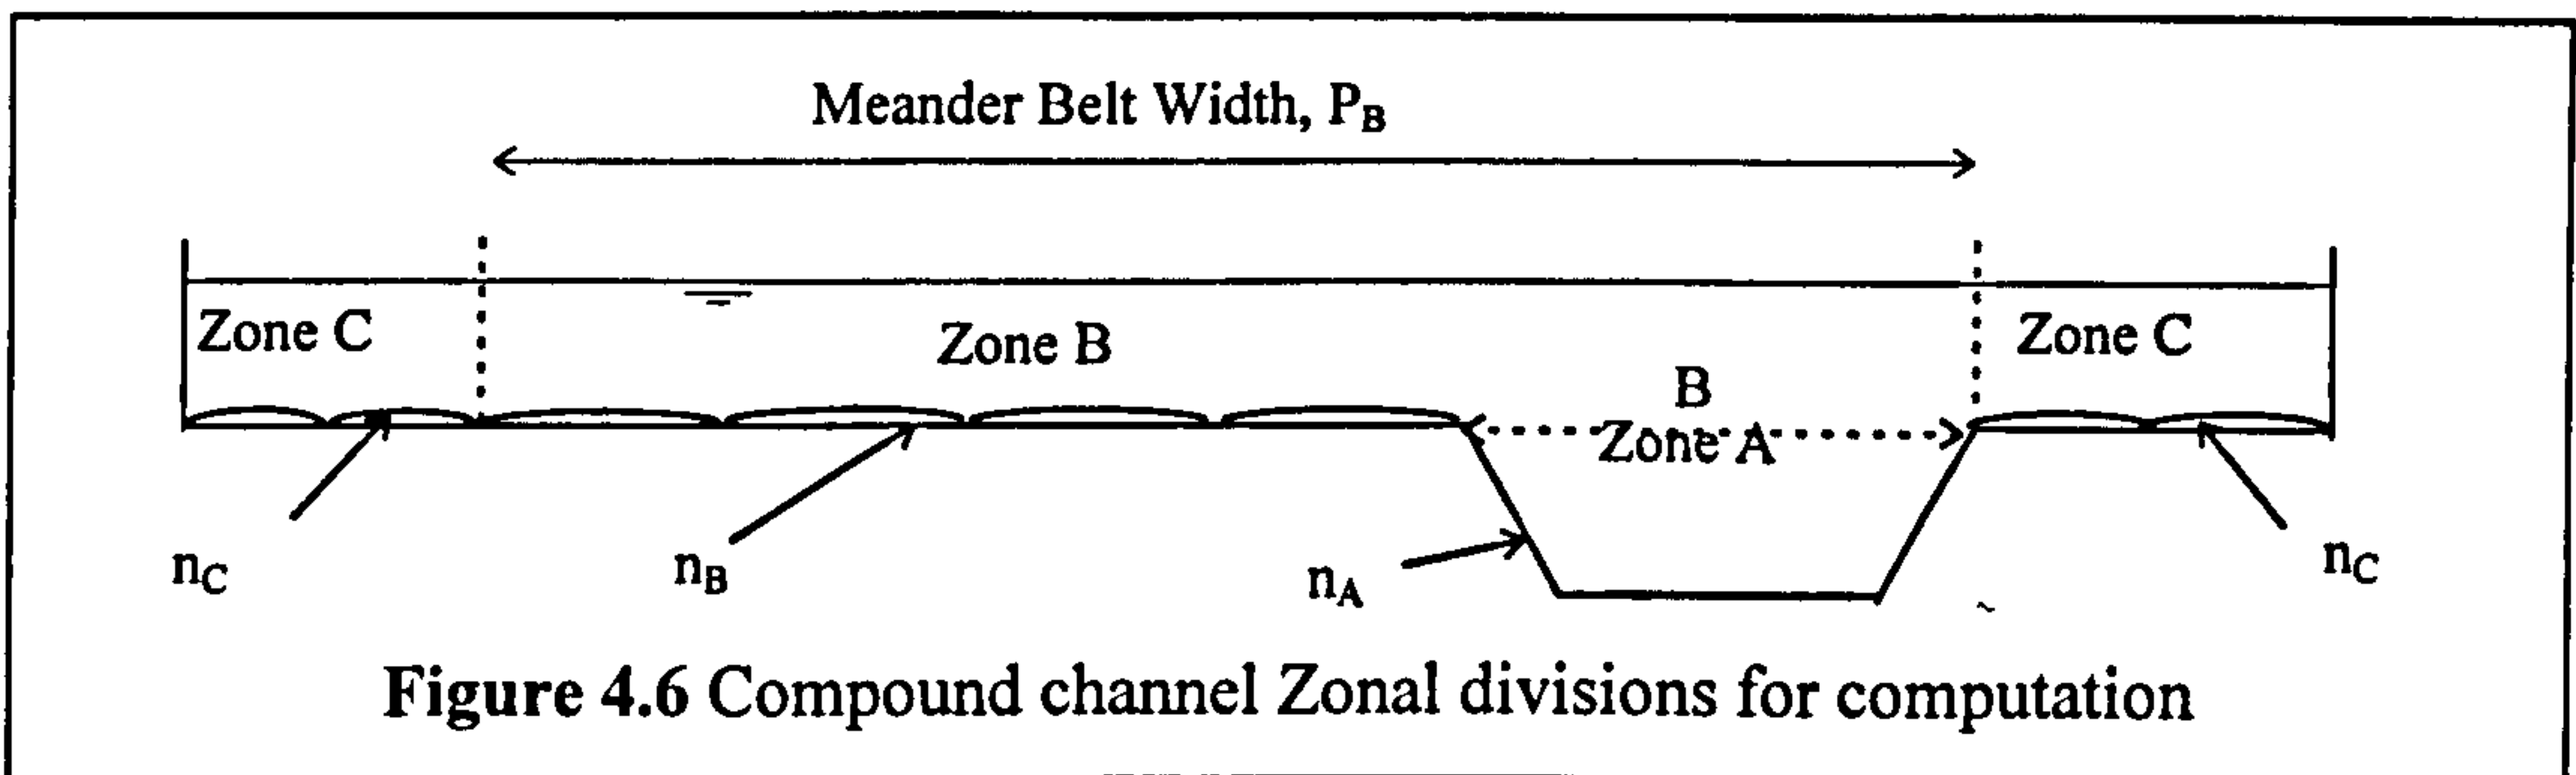 Meander Belt Width, PB
Zone C
Zone B
Zone C
B
Zone A
nC
nB
nA
nC
Figure 4.6 Compound channel Zonal divisions for computation